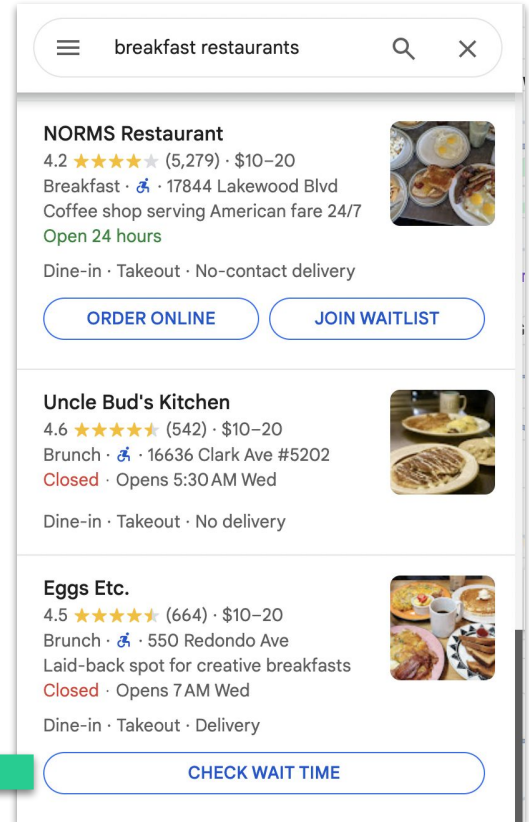 breakfast restaurants
NORMS Restaurant
4.2 (5,279) · $10–20
Breakfast · · 17844 Lakewood Blvd
Coffee shop serving American fare 24/7
Open 24 hours
Dine-in · Takeout · No-contact delivery
ORDER ONLINE
JOIN WAITLIST
Uncle Bud's Kitchen
4.6 (542) · $10–20
Brunch · · 16636 Clark Ave #5202
Closed · Opens 5:30 AM Wed
Dine-in · Takeout · No delivery
Eggs Etc.
4.5 (664) · $10–20
Brunch · · 550 Redondo Ave
Laid-back spot for creative breakfasts
Closed · Opens 7 AM Wed
Dine-in · Takeout · Delivery
CHECK WAIT TIME